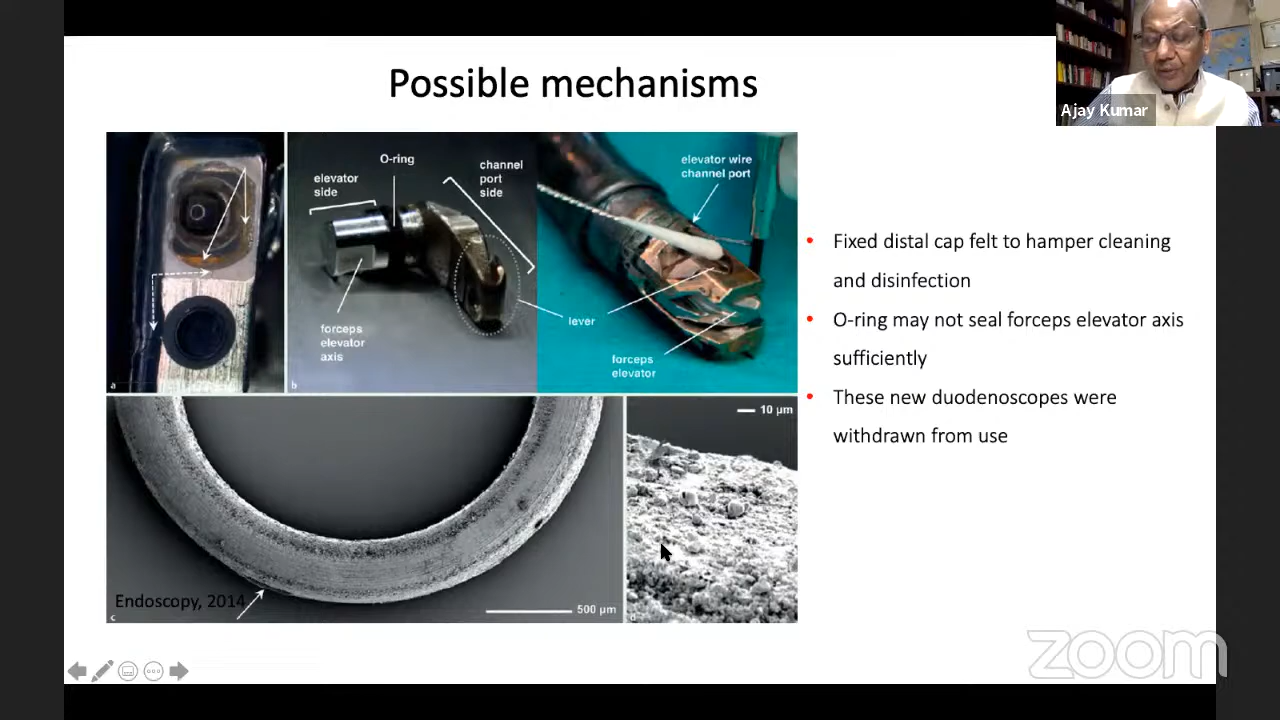 Possible mechanisms
Ajay Kumar
O-ring
elevator
side
channel
port
side
forceps
elevator
axis
elevator wire
channel port
lever
forceps
elevator
a
b
10 µm
500 µm
Endoscopy, 2014
c
d
• Fixed distal cap felt to hamper cleaning
and disinfection
• O-ring may not seal forceps elevator axis
sufficiently
• These new duodenoscopes were
withdrawn from use
zoom